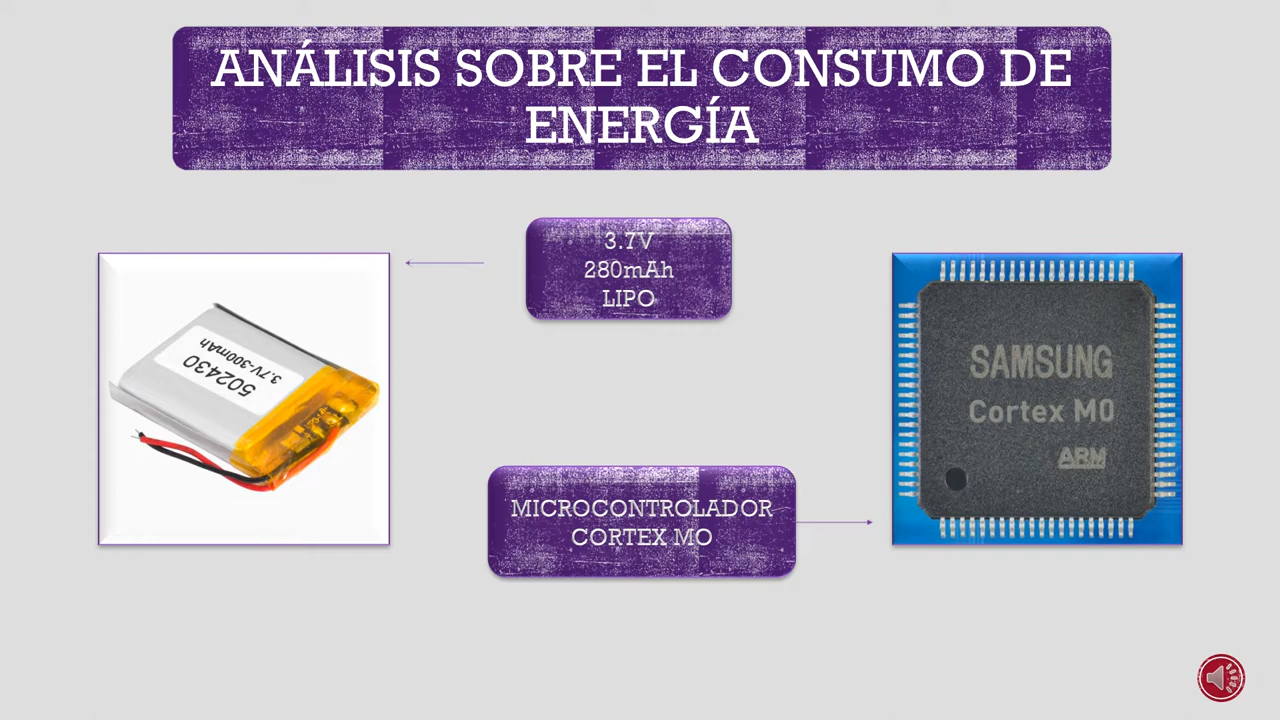 ANÁLISIS SOBRE EL CONSUMO DE
ENERGÍA
3.7V
280mAh
LIPO
502430
3.7V-300mAh
SAMSUNG
Cortex M0
ARM
MICROCONTROLADOR
CORTEX MO